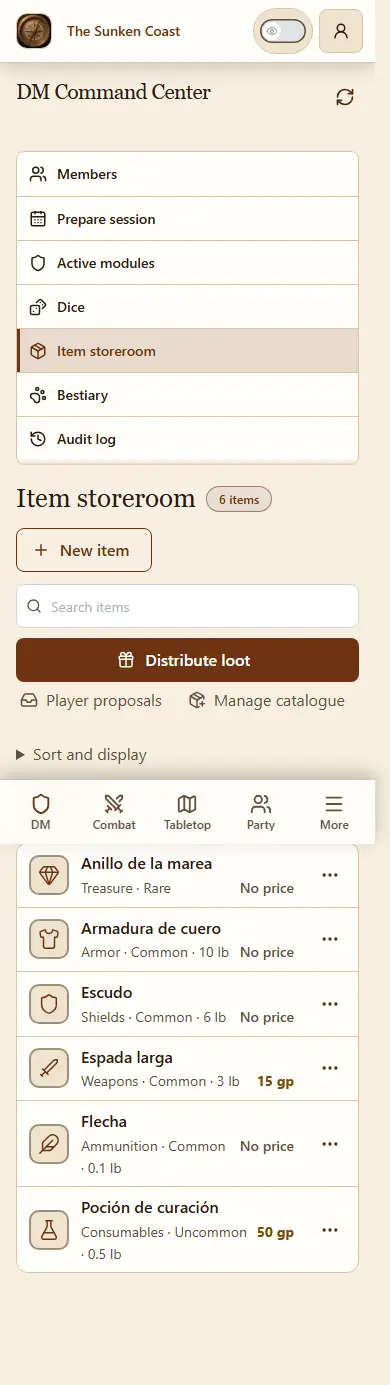 The Sunken Coast
DM Command Center
Members
Prepare session
Active modules
Dice
Item storeroom
Bestiary
Audit log
Item storeroom 6 items
+ New item
Search items
Distribute loot
Player proposals Manage catalogue
▶ Sort and display
DM Combat Tabletop Party More
Anillo de la marea
Treasure · Rare No price
Armadura de cuero
Armor · Common · 10 lb No price
Escudo
Shields · Common · 6 lb No price
Espada larga
Weapons · Common · 3 lb 15 gp
Flecha
Ammunition · Common No price
· 0.1 lb
Poción de curación
Consumables · Uncommon 50 gp
· 0.5 lb